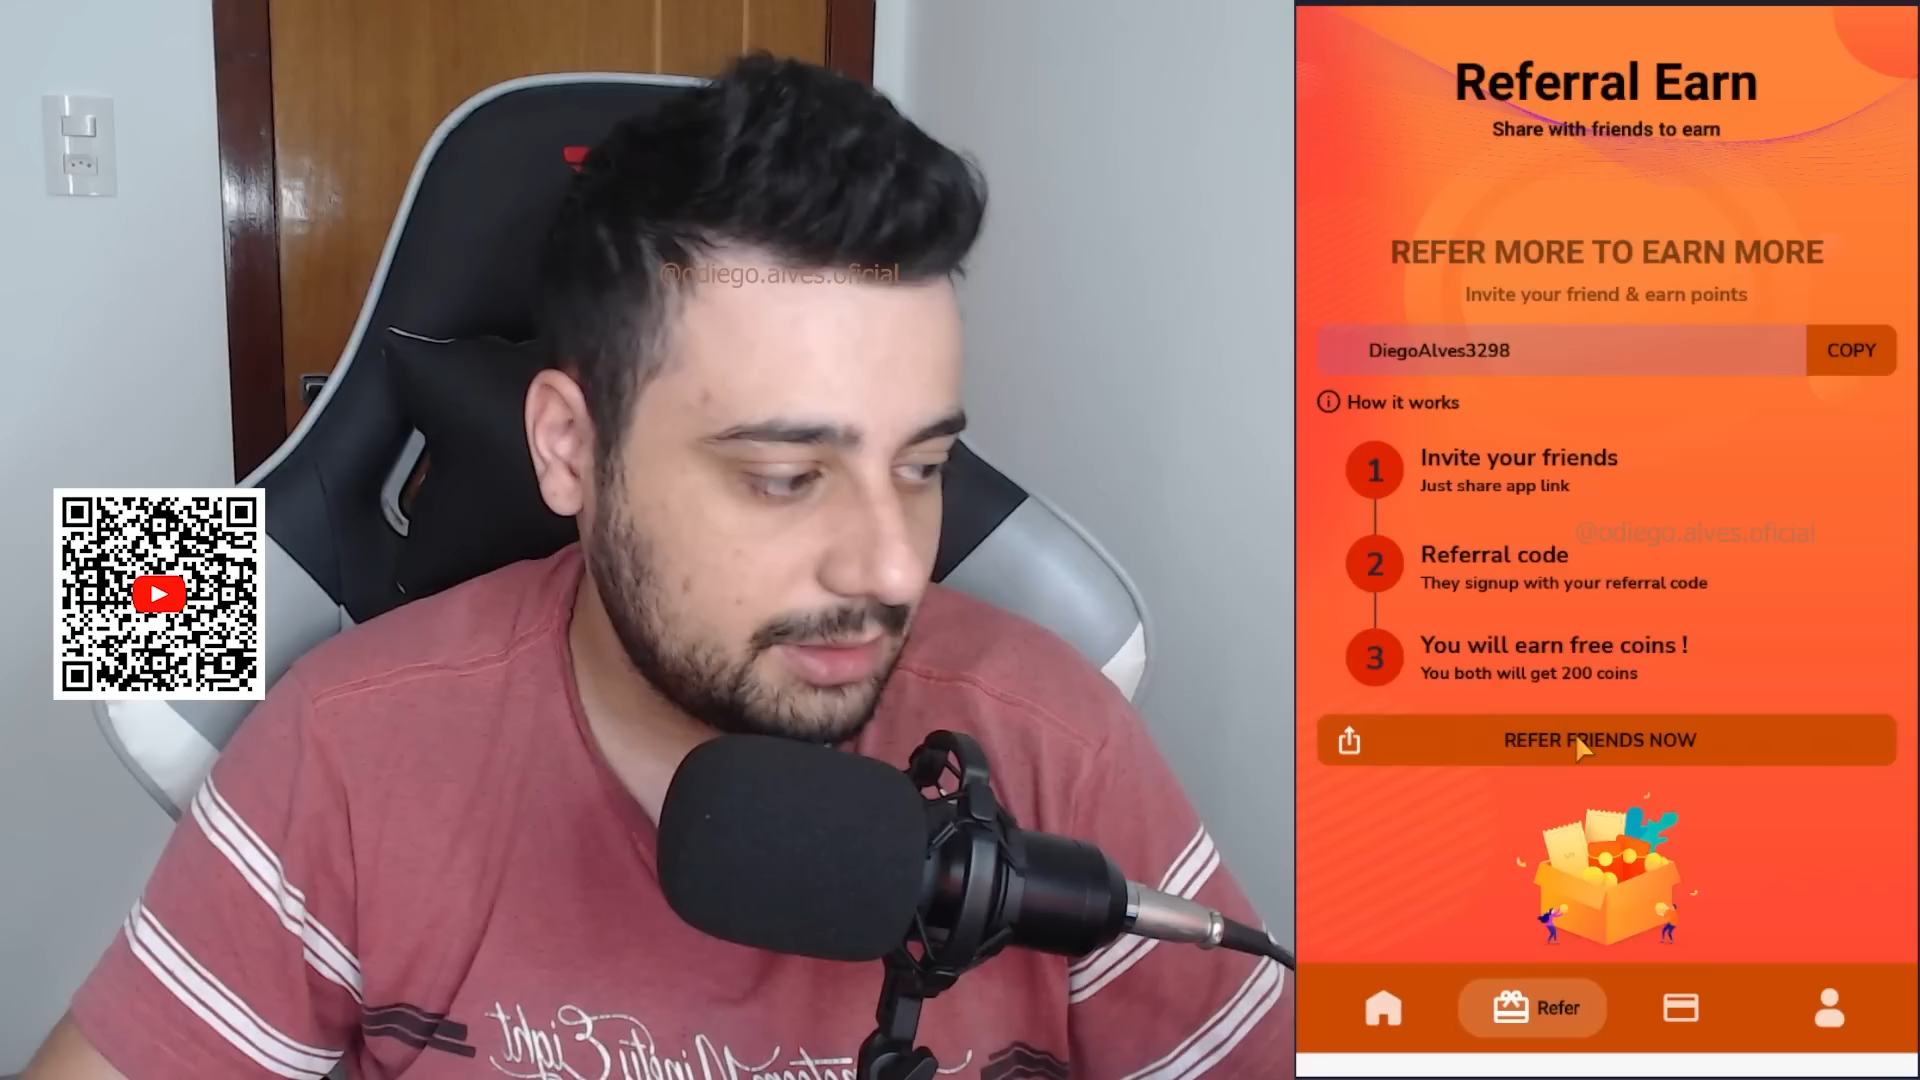 @odiego.alves.oficial
Eight
Ninety
Referral Earn
Share with friends to earn
REFER MORE TO EARN MORE
Invite your friend & earn points
DiegoAlves3298
COPY
How it works
1
Invite your friends
Just share app link
@odiego.alves.oficial
2
Referral code
They signup with your referral code
3
You will earn free coins !
You both will get 200 coins
REFER FRIENDS NOW
Refer